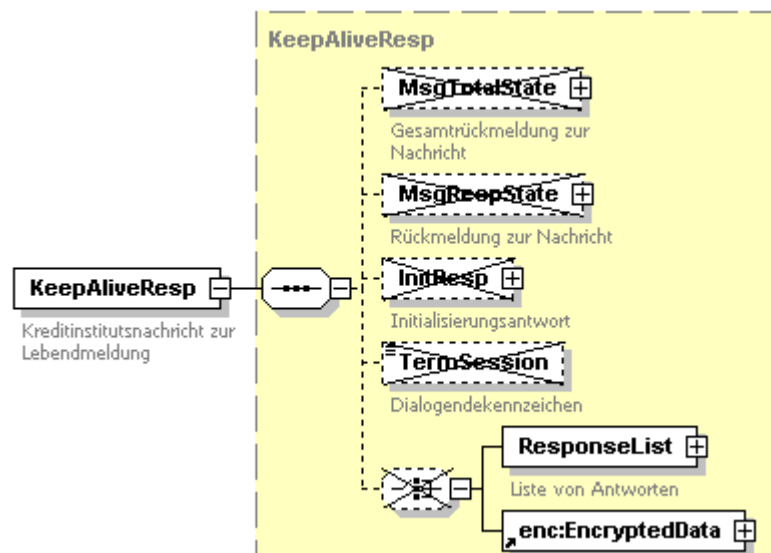 KeepAliveResp
MsgTotalState
Gesamtrückmeldung zur
Nachricht
MsgRespState
Rückmeldung zur Nachricht
InitResp
Initialisierungsantwort
KeepAliveResp
Kreditinstitutsnachricht zur
Lebendmeldung
TermSession
Dialogendekennzeichen
ResponseList
Liste von Antworten
enc:EncryptedData